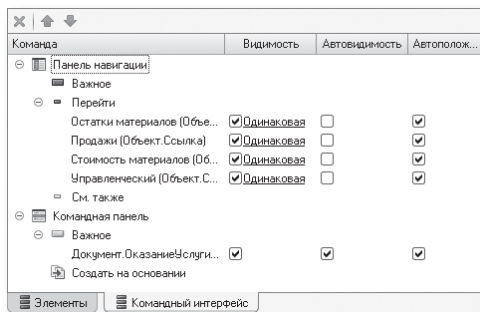 Команда Видимость Автовидимость Автополож...
Панель навигации
Важное
Перейти
Остатки материалов (Объе... Одинаковая
Продажи (Объект.Ссылка) Одинаковая
Стоимость материалов (Об... Одинаковая
Управленческий (Объект.С... Одинаковая
См. также
Командная панель
Важное
Документ.ОказаниеУслуги...
Создать на основании
Элементы Командный интерфейс